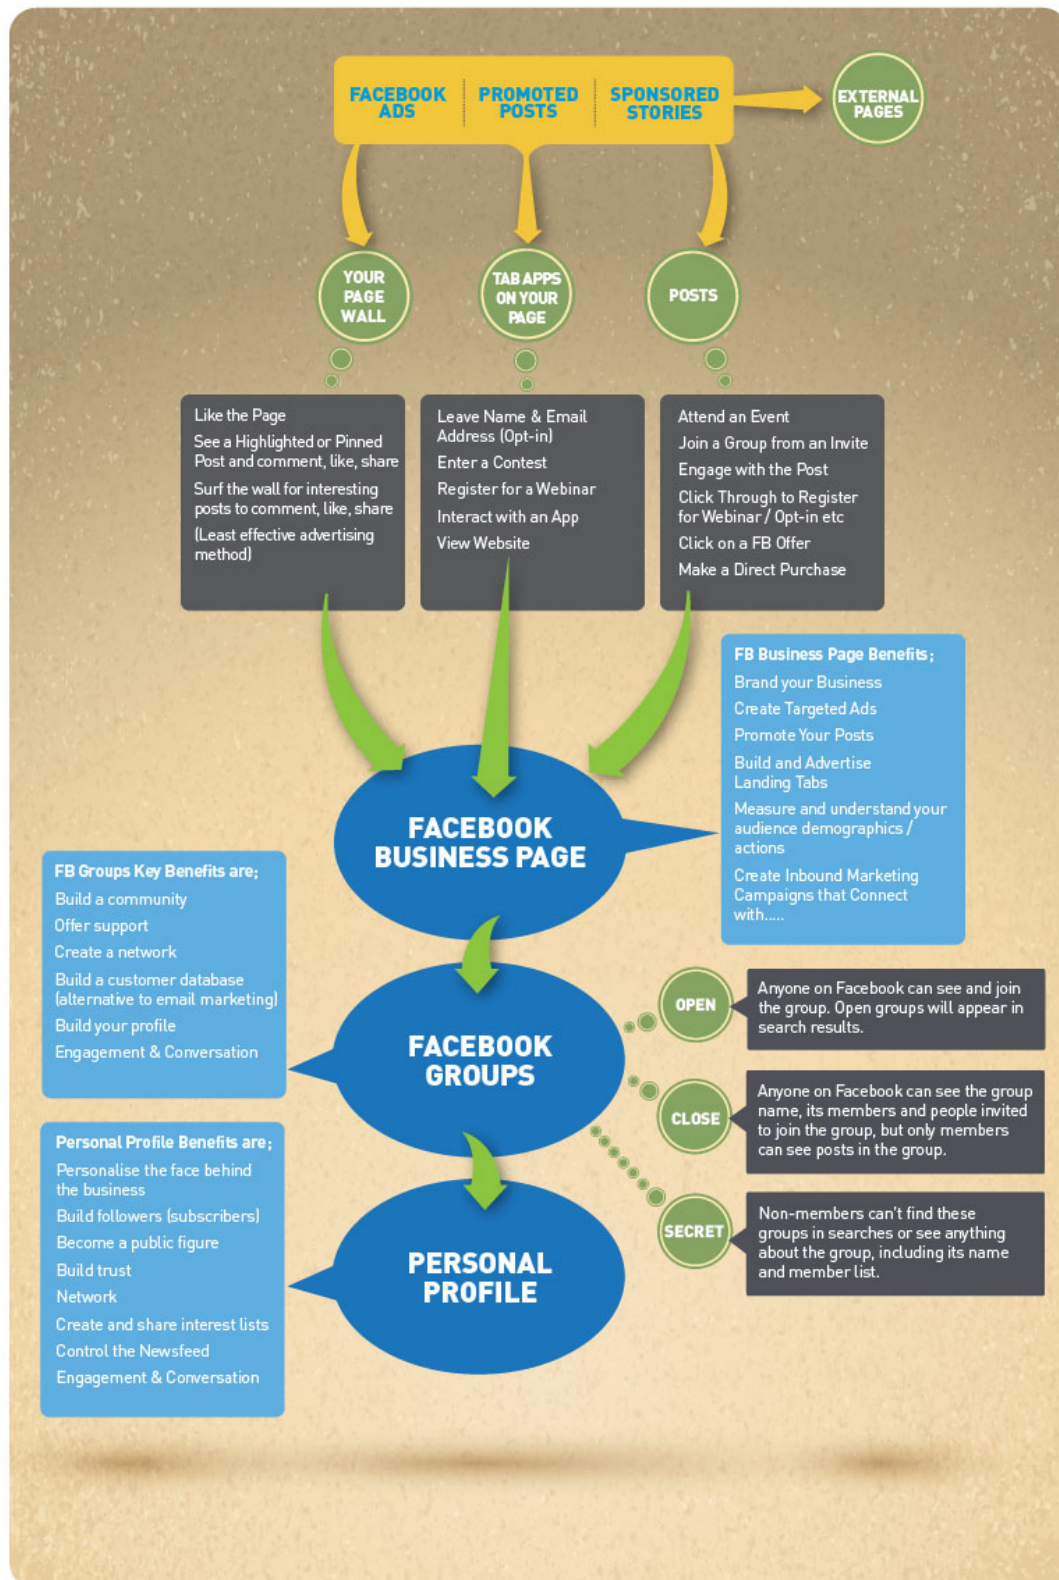 FACEBOOK
ADS
PROMOTED
POSTS
SPONSORED
STORIES
EXTERNAL
PAGES
YOUR
PAGE
WALL
TAB APPS
ON YOUR
PAGE
POSTS
Like the Page
See a Highlighted or Pinned
Post and comment, like, share
Surf the wall for interesting
posts to comment, like, share
(Least effective advertising
method)
Leave Name & Email
Address (Opt-in)
Enter a Contest
Register for a Webinar
Interact with an App
View Website
Attend an Event
Join a Group from an Invite
Engage with the Post
Click Through to Register
for Webinar / Opt-in etc
Click on a FB Offer
Make a Direct Purchase
FB Business Page Benefits;
Brand your Business
Create Targeted Ads
Promote Your Posts
Build and Advertise
Landing Tabs
Measure and understand your
audience demographics /
actions
Create Inbound Marketing
Campaigns that Connect
with.....
FACEBOOK
BUSINESS PAGE
FB Groups Key Benefits are;
Build a community
Offer support
Create a network
Build a customer database
(alternative to email marketing)
Build your profile
Engagement & Conversation
FACEBOOK
GROUPS
OPEN
Anyone on Facebook can see and join
the group. Open groups will appear in
search results.
CLOSE
Anyone on Facebook can see the group
name, its members and people invited
to join the group, but only members
can see posts in the group.
SECRET
Non-members can't find these
groups in searches or see anything
about the group, including its name
and member list.
Personal Profile Benefits are;
Personalise the face behind
the business
Build followers (subscribers)
Become a public figure
Build trust
Network
Create and share interest lists
Control the Newsfeed
Engagement & Conversation
PERSONAL
PROFILE